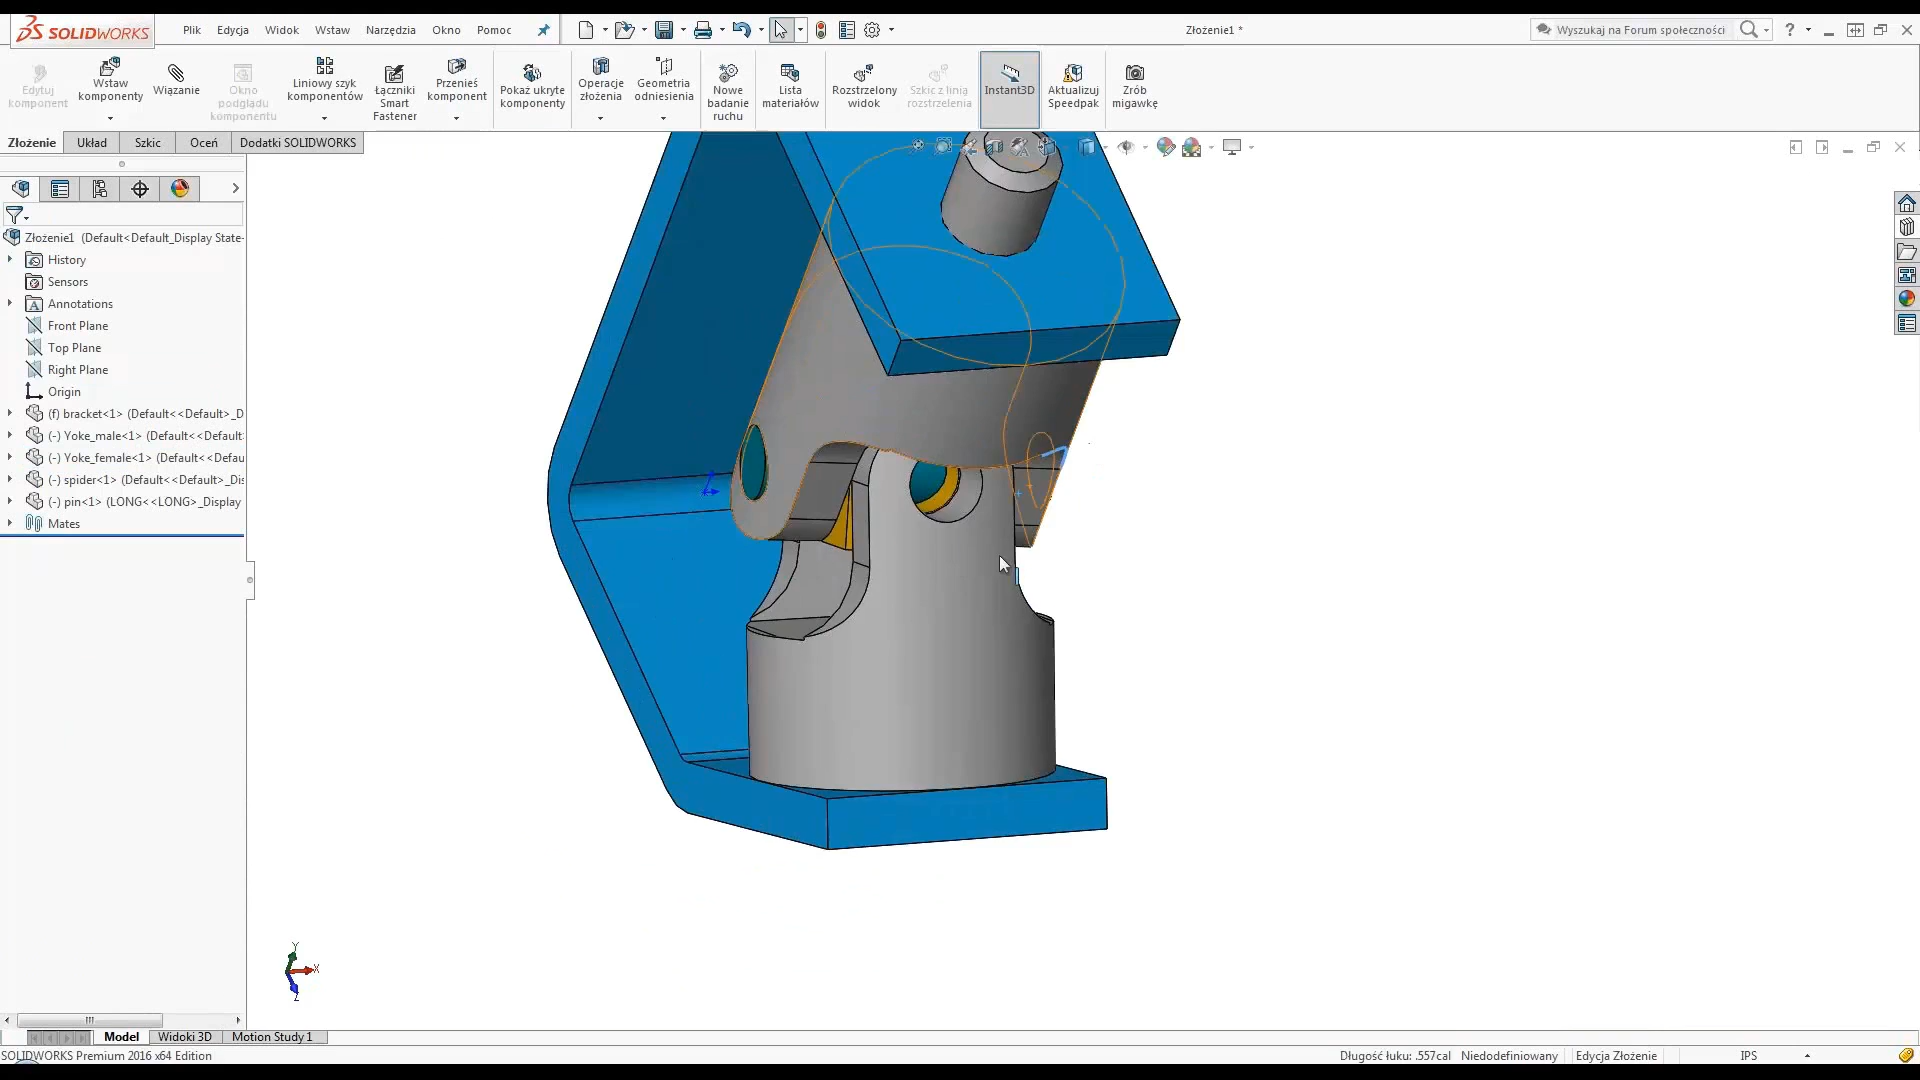 SOLIDWORKS
Plik Edycja Widok Wstaw Narzędzia Okno Pomoc
Złożenie1 *
Wyszukaj na Forum społeczności
Edytuj komponent
Wstaw komponenty
Wiązanie
Okno podglądu komponentu
Liniowy szyk komponentów
Łączniki Smart Fastener
Przenieś komponent
Pokaż ukryte komponenty
Operacje złożenia
Geometria odniesienia
Nowe badanie ruchu
Lista materiałów
Rozstrzelony widok
Szkic z linią rozstrzelenia
Instant3D
Aktualizuj Speedpak
Zrób migawkę
Złożenie Układ Szkic Oceń Dodatki SOLIDWORKS
Złożenie1 (Default<Default_Display State-
History
Sensors
Annotations
Front Plane
Top Plane
Right Plane
Origin
(f) bracket<1> (Default<<Default>_D
(-) Yoke_male<1> (Default<<Default
(-) Yoke_female<1> (Default<<Defau
(-) spider<1> (Default<<Default>_Dis
(-) pin<1> (LONG<<LONG>_Display
Mates
Y
X
Z
Model Widoki 3D Motion Study 1
SOLIDWORKS Premium 2016 x64 Edition
Długość łuku: .557cal Niedodefiniowany Edycja Złożenie IPS